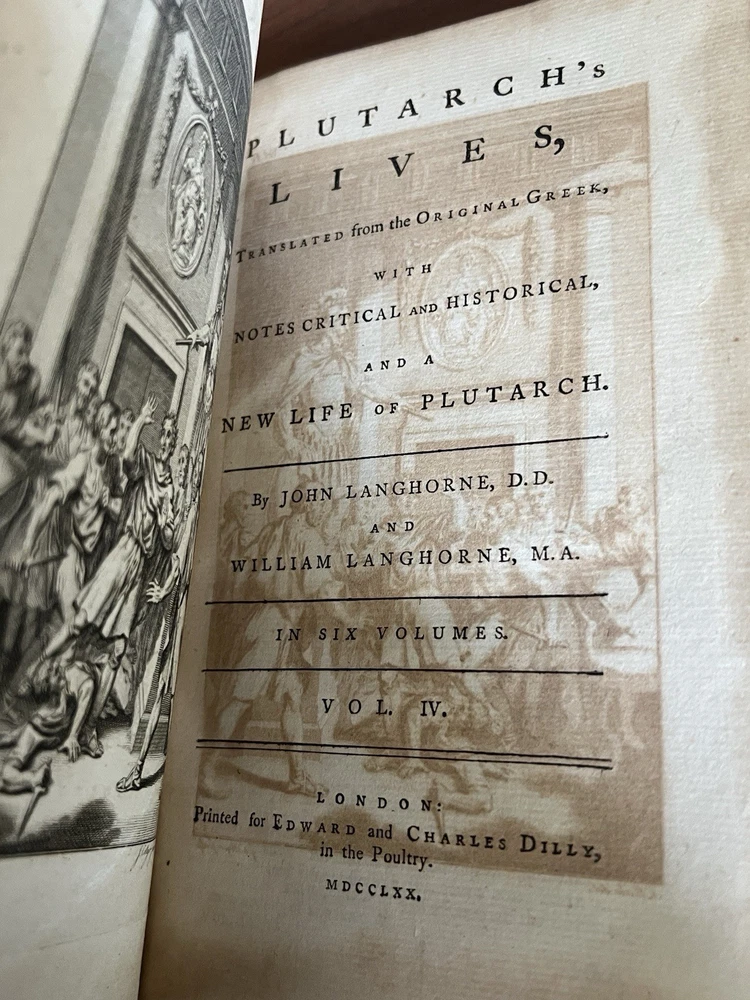 PLUTARCH's
LIVES,
TRANSLATED from the ORIGINAL GREEK,
WITH
NOTES CRITICAL AND HISTORICAL,
AND A
NEW LIFE OF PLUTARCH.
By JOHN LANGHORNE, D.D.
AND
WILLIAM LANGHORNE, M.A.
IN SIX VOLUMES.
VOL. IV.
LONDON:
Printed for EDWARD and CHARLES DILLY,
in the Poultry.
MDCCLXX.